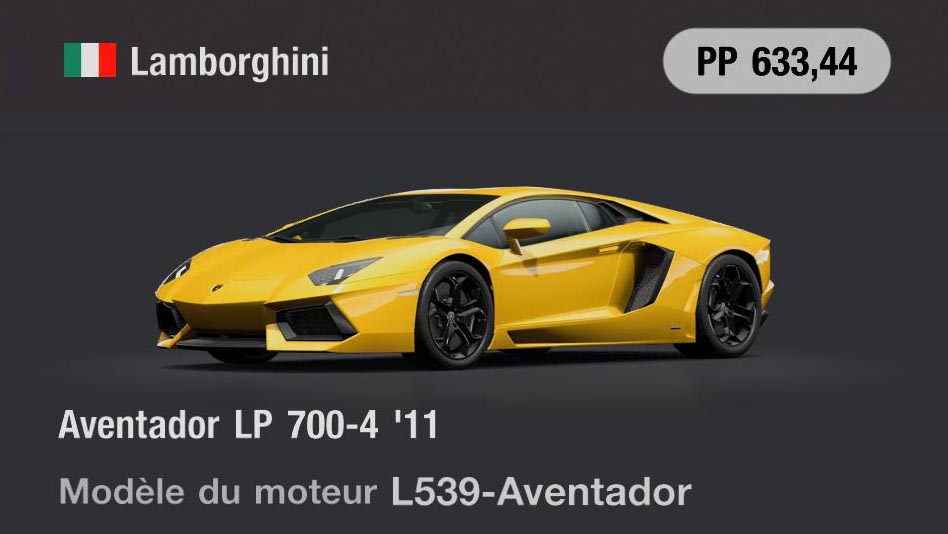 Lamborghini
PP 633,44
Aventador LP 700-4 '11
Modèle du moteur L539-Aventador